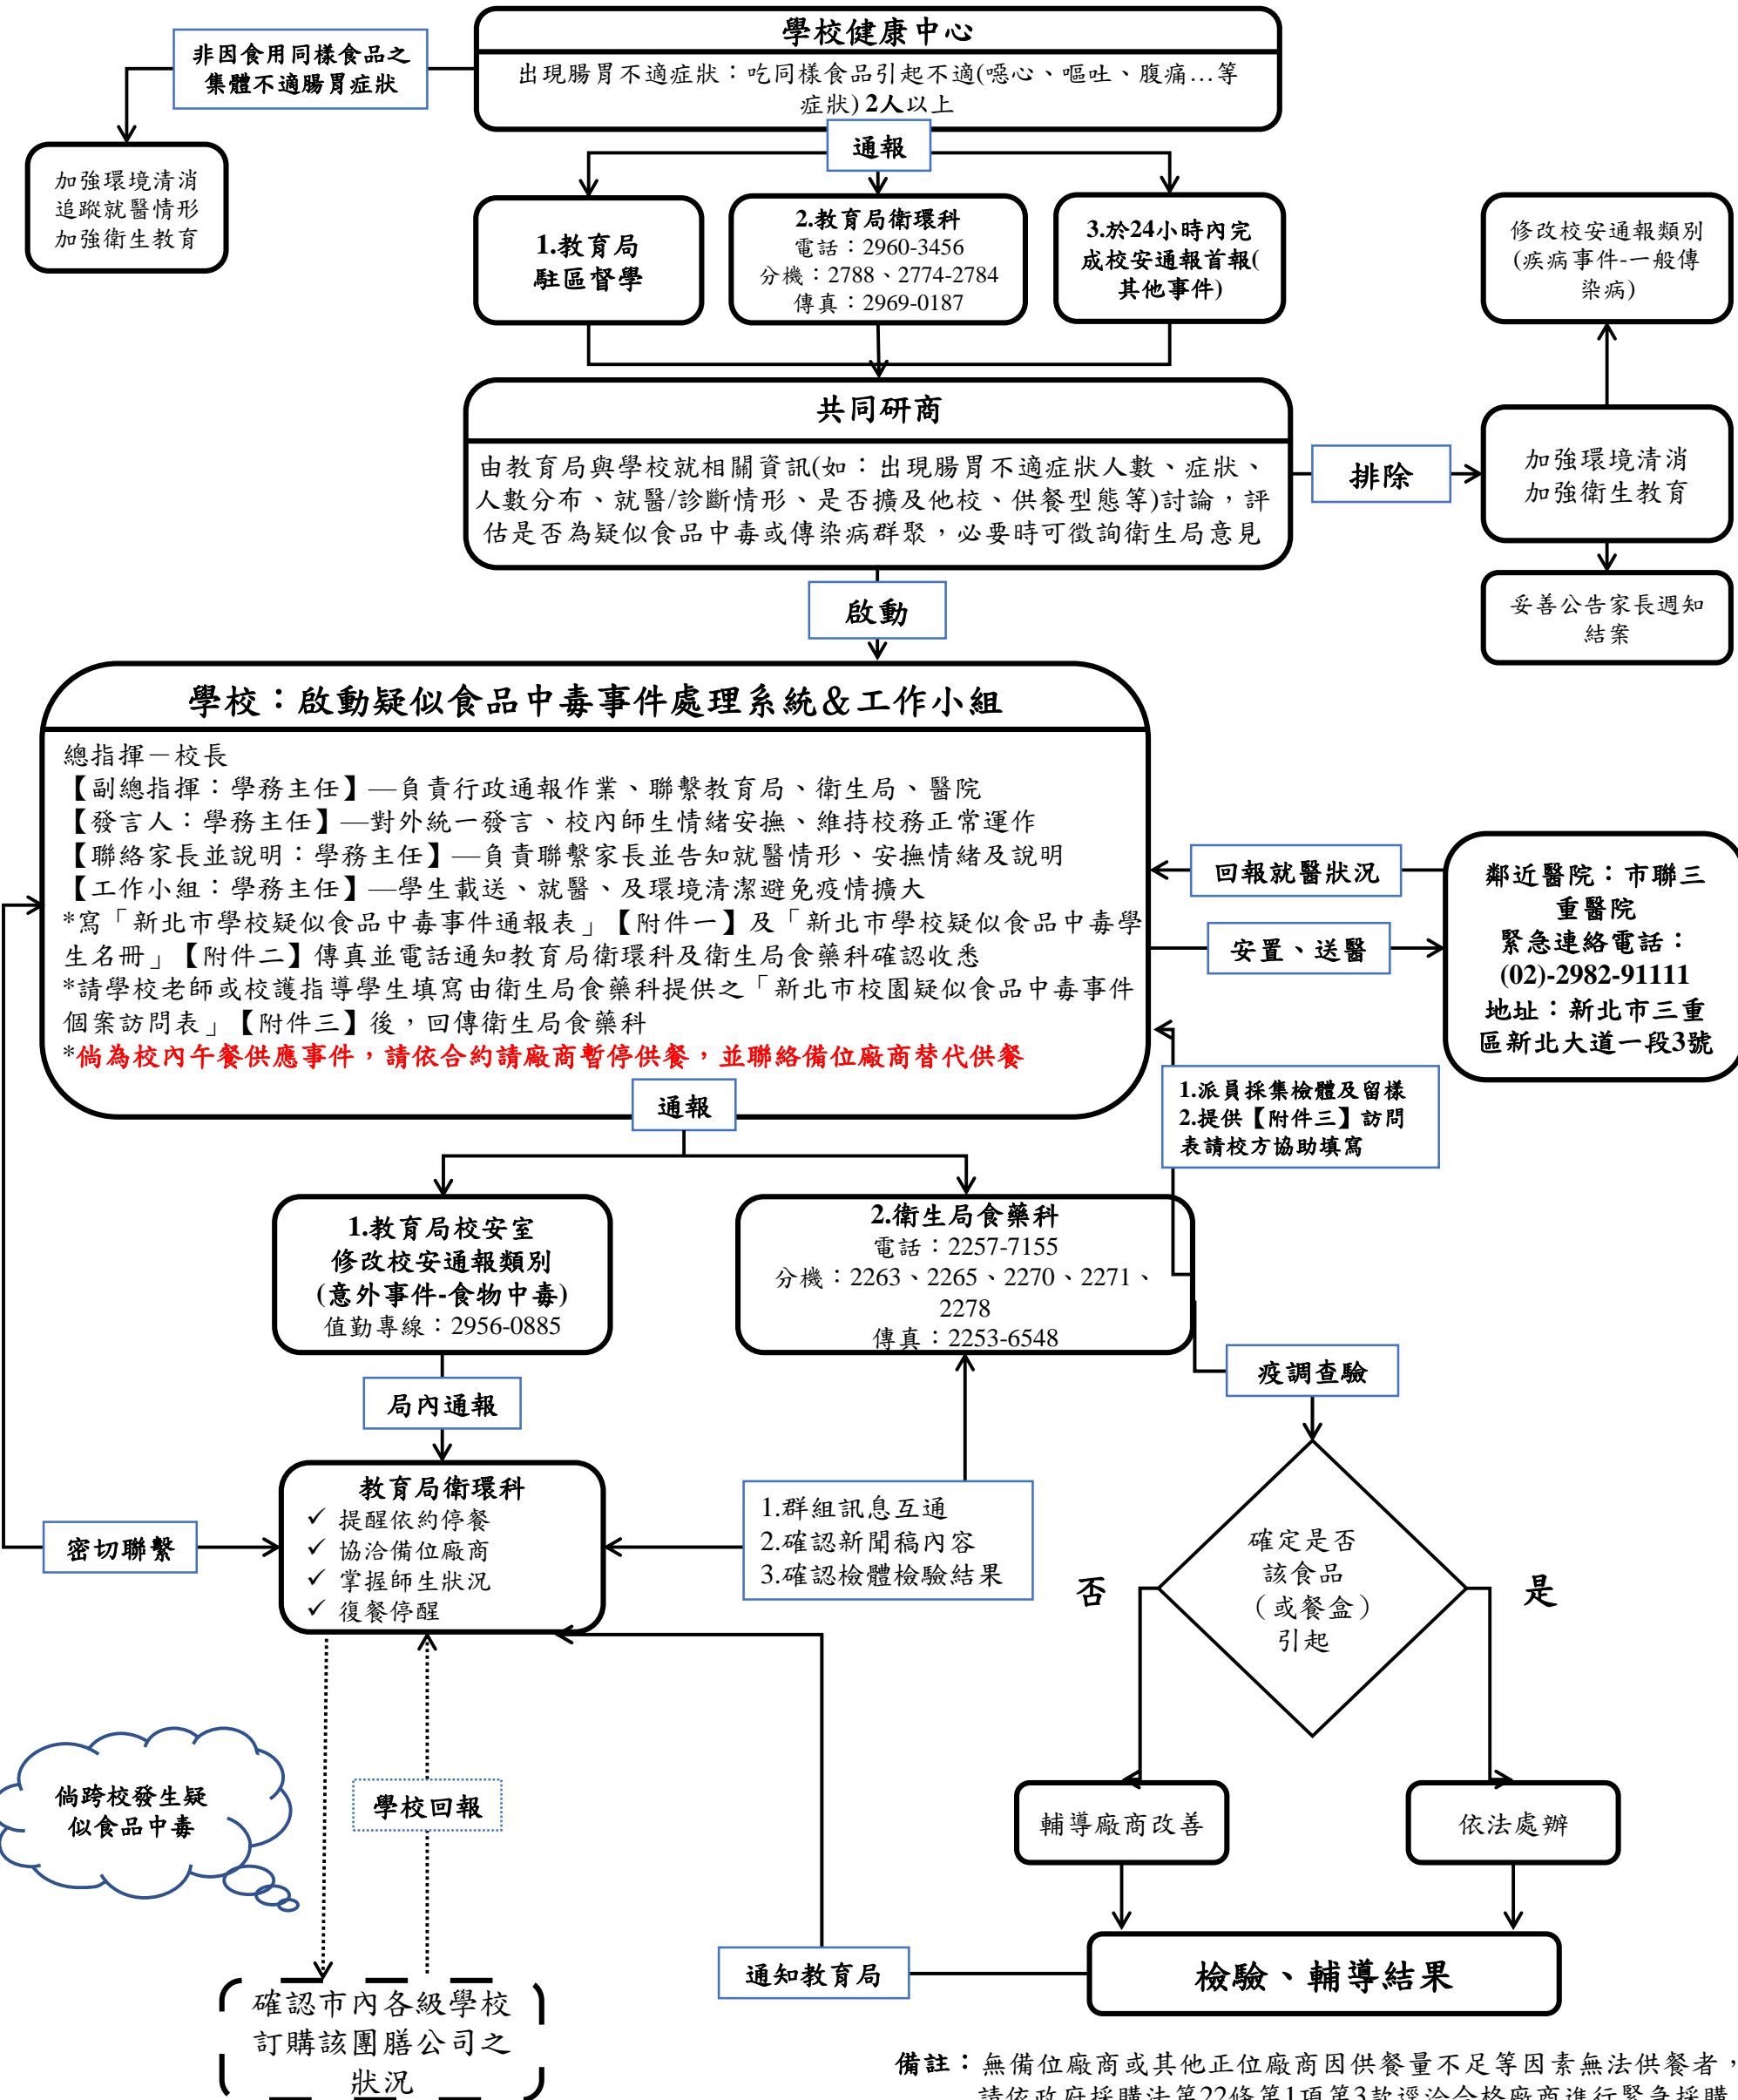 學校健康中心
出現腸胃不適症狀：吃同樣食品引起不適(噁心、嘔吐、腹痛…等
症狀) 2人以上
非因食用同樣食品之
集體不適腸胃症狀
加強環境清消
追蹤就醫情形
加強衛生教育
通報
1.教育局
駐區督學
2.教育局衛環科
電話：2960-3456
分機：2788、2774-2784
傳真：2969-0187
3.於24小時內完
成校安通報首報(
其他事件)
修改校安通報類別
(疾病事件-一般傳
染病)
共同研商
由教育局與學校就相關資訊(如：出現腸胃不適症狀人數、症狀、
人數分布、就醫/診斷情形、是否擴及他校、供餐型態等)討論，評
估是否為疑似食品中毒或傳染病群聚，必要時可徵詢衛生局意見
排除
加強環境清消
加強衛生教育
妥善公告家長週知
結案
啟動
學校：啟動疑似食品中毒事件處理系統&工作小組
總指揮－校長
【副總指揮：學務主任】—負責行政通報作業、聯繫教育局、衛生局、醫院
【發言人：學務主任】—對外統一發言、校內師生情緒安撫、維持校務正常運作
【聯絡家長並說明：學務主任】—負責聯繫家長並告知就醫情形、安撫情緒及說明
【工作小組：學務主任】—學生載送、就醫、及環境清潔避免疫情擴大
*寫「新北市學校疑似食品中毒事件通報表」【附件一】及「新北市學校疑似食品中毒學
生名冊」【附件二】傳真並電話通知教育局衛環科及衛生局食藥科確認收悉
*請學校老師或校護指導學生填寫由衛生局食藥科提供之「新北市校園疑似食品中毒事件
個案訪問表」【附件三】後，回傳衛生局食藥科
*倘為校內午餐供應事件，請依合約請廠商暫停供餐，並聯絡備位廠商替代供餐
回報就醫狀況
安置、送醫
鄰近醫院：市聯三
重醫院
緊急連絡電話：
(02)-2982-91111
地址：新北市三重
區新北大道一段3號
1.派員採集檢體及留樣
2.提供【附件三】訪問
表請校方協助填寫
通報
1.教育局校安室
修改校安通報類別
(意外事件-食物中毒)
值勤專線：2956-0885
2.衛生局食藥科
電話：2257-7155
分機：2263、2265、2270、2271、
2278
傳真：2253-6548
局內通報
疫調查驗
教育局衛環科
✓ 提醒依約停餐
✓ 協洽備位廠商
✓ 掌握師生狀況
✓ 復餐停醒
密切聯繫
1.群組訊息互通
2.確認新聞稿內容
3.確認檢體檢驗結果
確定是否
該食品
（或餐盒）
引起
否
是
倘跨校發生疑
似食品中毒
學校回報
輔導廠商改善
依法處辦
通知教育局
檢驗、輔導結果
確認市內各級學校
訂購該團膳公司之
狀況
備註：無備位廠商或其他正位廠商因供餐量不足等因素無法供餐者，
請依政府採購法第22條第1項第3款逕洽合格廠商進行緊急採購